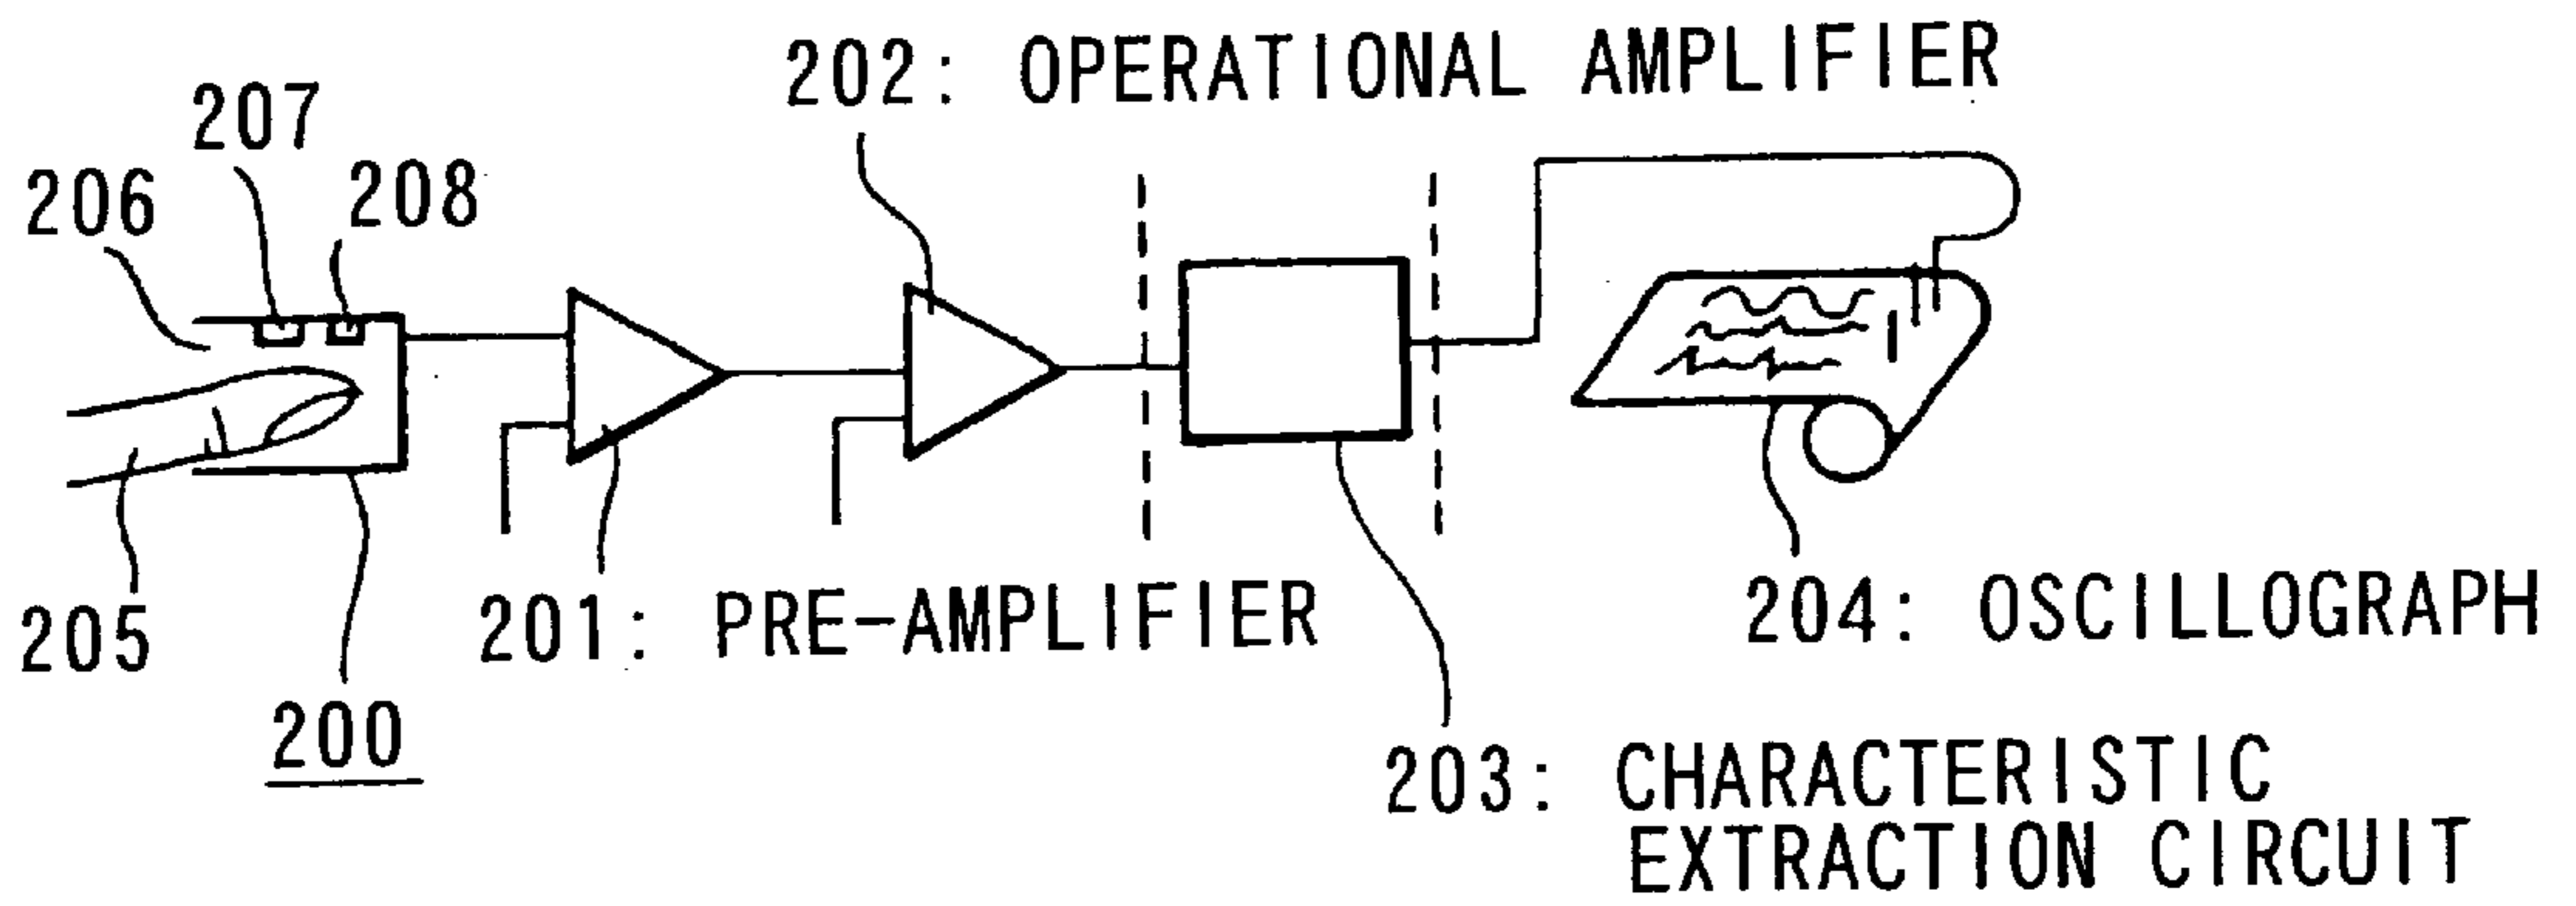 202: OPERATIONAL AMPLIFIER
207
208
206
205
200
201: PRE-AMPLIFIER
204: OSCILLOGRAPH
203: CHARACTERISTIC
EXTRACTION CIRCUIT